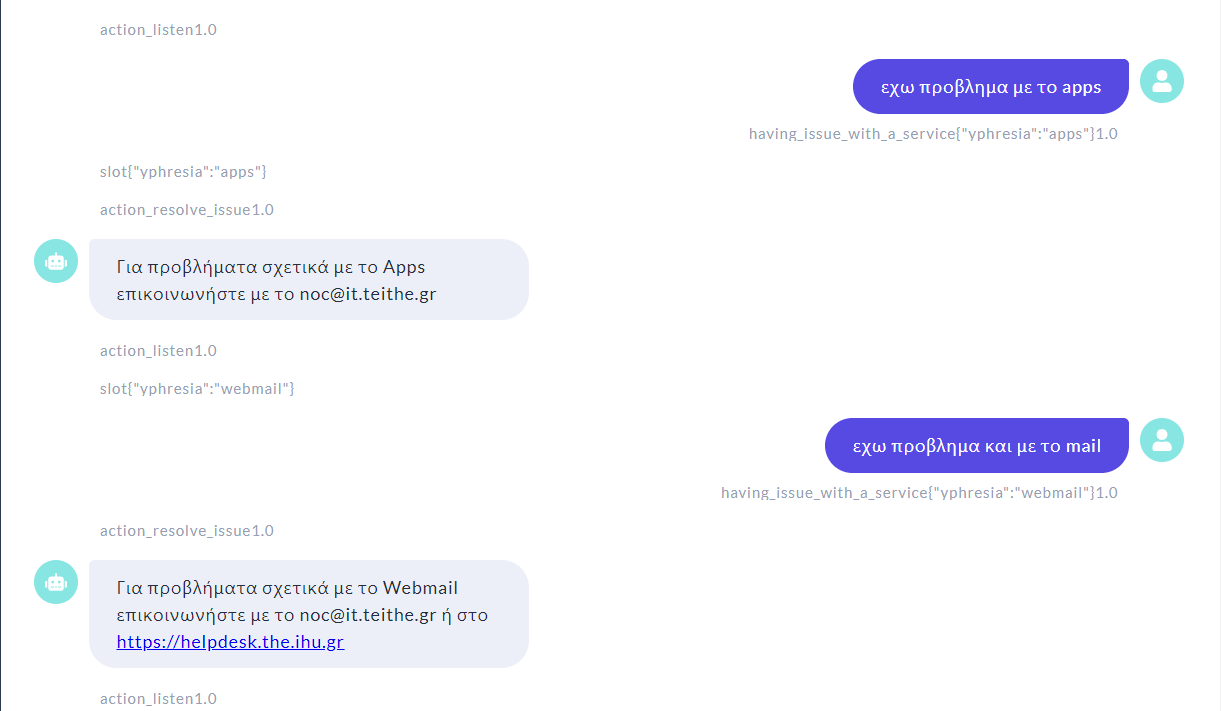 action_listen1.0
εχω προβλημα με το apps
having_issue_with_a_service{"yphresia":"apps"}1.0
slot{"yphresia":"apps"}
action_resolve_issue1.0
Για προβλήματα σχετικά με το Apps
επικοινωνήστε με το noc@it.teithe.gr
action_listen1.0
slot{"yphresia":"webmail"}
εχω προβλημα και με το mail
having_issue_with_a_service{"yphresia":"webmail"}1.0
action_resolve_issue1.0
Για προβλήματα σχετικά με το Webmail
επικοινωνήστε με το noc@it.teithe.gr ή στο
https://helpdesk.the.ihu.gr
action_listen1.0